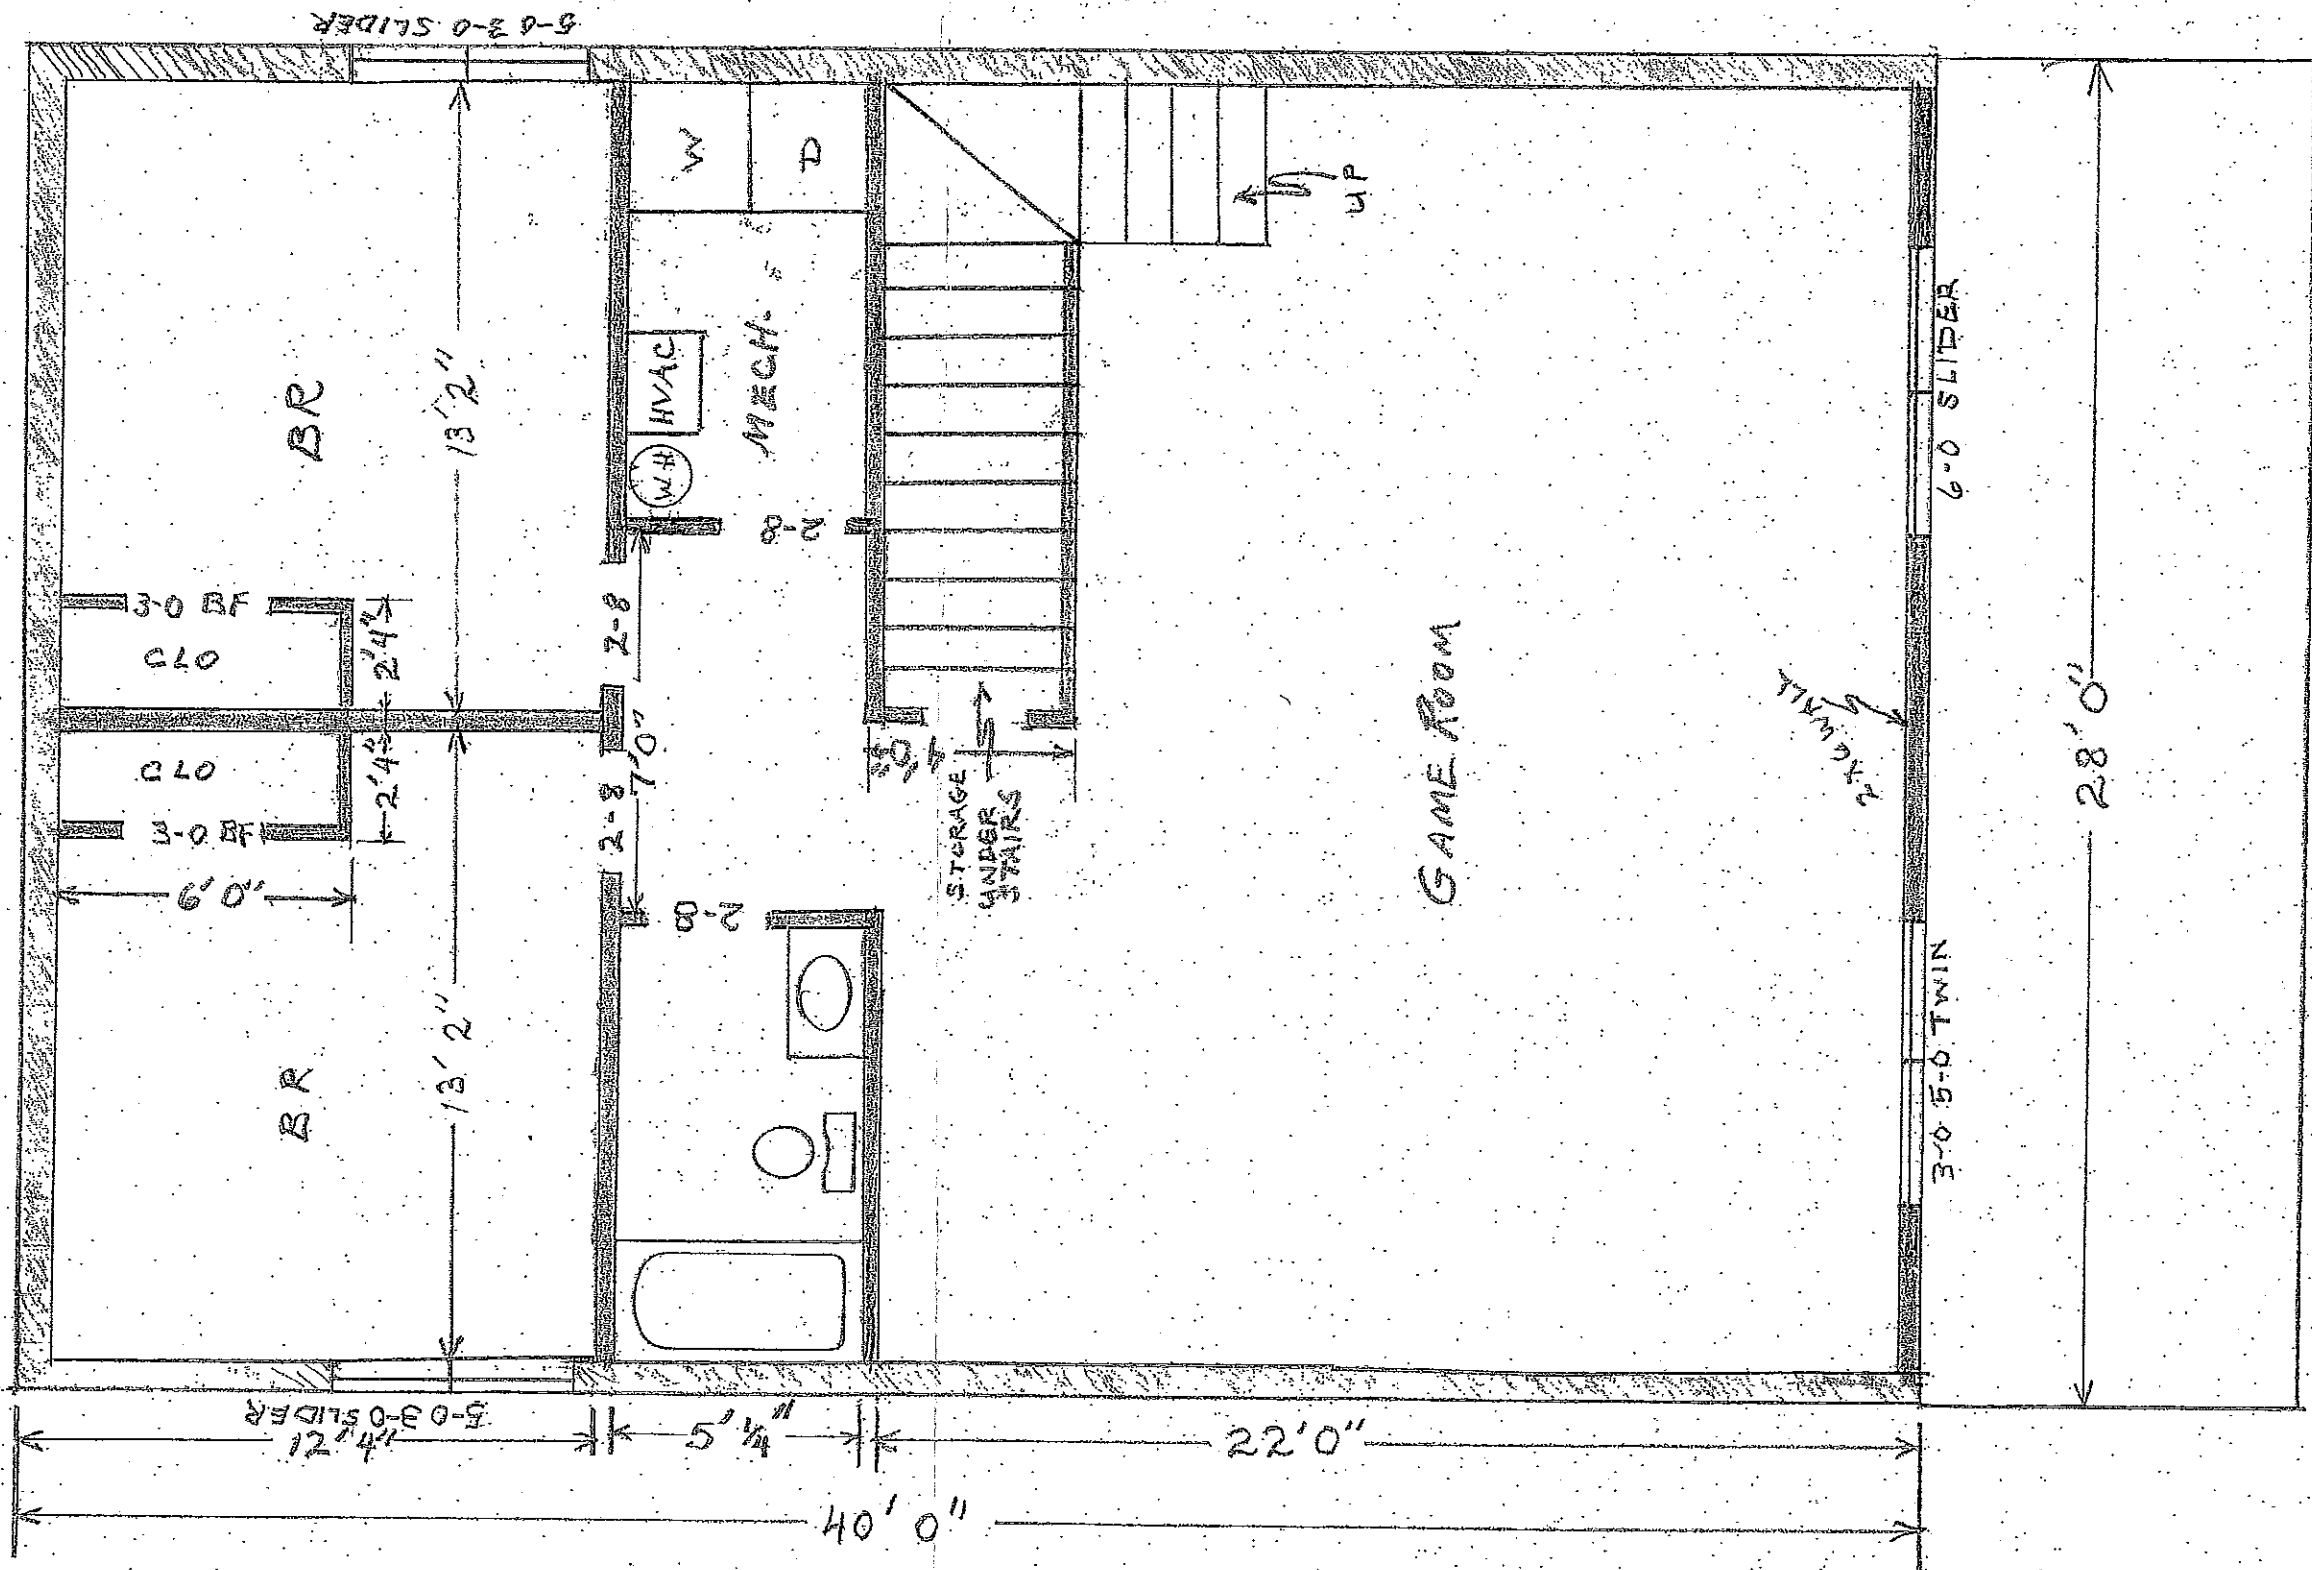 5-0 3-0 SLIDER
W
D
UP
BR
13' 2"
HVAC
MECH.
W.H
2-8
6-0 SLIDER
3-0 BF
CLO
2'4"
2-8
7'0"
GAME ROOM
2x6 WALL
28' 0"
CLO
2'4"
3-0 BF
2-8
4'0"
STORAGE
UNDER
STAIRS
6'0"
2-8
BR
13' 2"
3-0 5-0 TWIN
5-0 3-0 SLIDER
12'4"
5' ¼"
22'0"
40' 0"